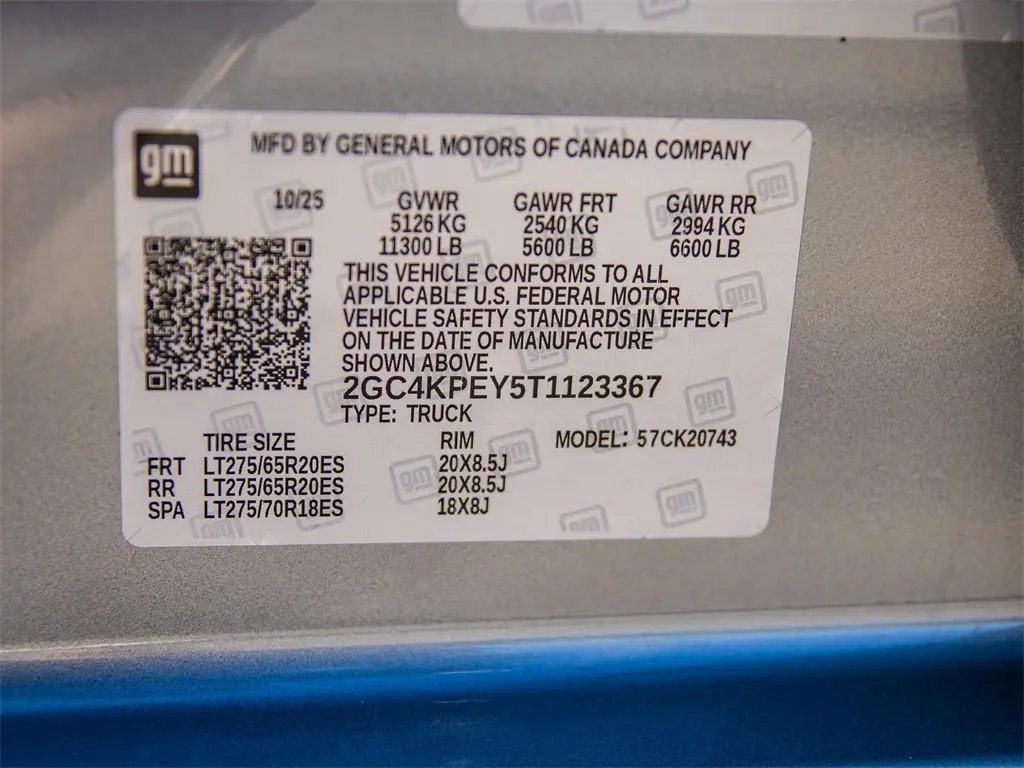 gm
MFD BY GENERAL MOTORS OF CANADA COMPANY
10/25 GVWR GAWR FRT GAWR RR
5126 KG 2540 KG 2994 KG
11300 LB 5600 LB 6600 LB
THIS VEHICLE CONFORMS TO ALL
APPLICABLE U.S. FEDERAL MOTOR
VEHICLE SAFETY STANDARDS IN EFFECT
ON THE DATE OF MANUFACTURE
SHOWN ABOVE.
2GC4KPEY5T1123367
TYPE: TRUCK
TIRE SIZE RIM MODEL: 57CK20743
FRT LT275/65R20ES 20X8.5J
RR LT275/65R20ES 20X8.5J
SPA LT275/70R18ES 18X8J